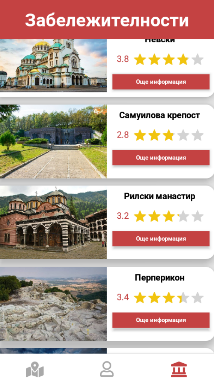 Забележителности
Невски
3.8
Още информация
Самуилова крепост
2.8
Още информация
Рилски манастир
3.2
Още информация
Перперикон
3.4
Още информация